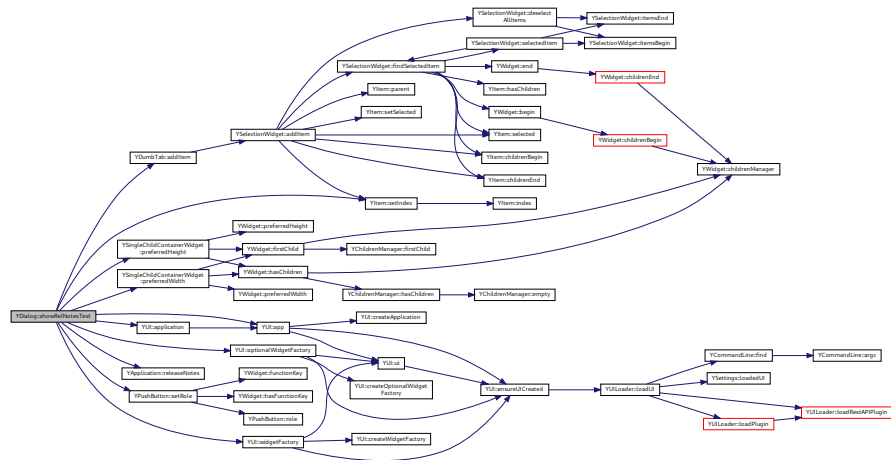 YSelectionWidget::deselect
AllItems
YSelectionWidget::itemsEnd
YSelectionWidget::selectedItem
YSelectionWidget::itemsBegin
YSelectionWidget::findSelectedItem
YWidget::end
YWidget::childrenEnd
YItem::parent
YItem::hasChildren
YItem::setSelected
YWidget::begin
YSelectionWidget::addItem
YItem::selected
YWidget::childrenBegin
YDumbTab::addItem
YItem::childrenBegin
YWidget::childrenManager
YItem::childrenEnd
YItem::setIndex
YItem::index
YWidget::preferredHeight
YSingleChildContainerWidget
::preferredHeight
YWidget::firstChild
YChildrenManager::firstChild
YSingleChildContainerWidget
::preferredWidth
YWidget::hasChildren
YWidget::preferredWidth
YChildrenManager::hasChildren
YChildrenManager::empty
YDialog::showRelNotesText
YUI::createApplication
YUI::application
YUI::app
YUI::optionalWidgetFactory
YUI::ui
YCommandLine::find
YCommandLine::argc
YApplication::releaseNotes
YWidget::functionKey
YUI::createOptionalWidget
Factory
YUI::ensureUICreated
YUILoader::loadUI
YSettings::loadedUI
YPushButton::setRole
YWidget::hasFunctionKey
YPushButton::role
YUILoader::loadRestAPIPlugin
YUILoader::loadPlugin
YUI::widgetFactory
YUI::createWidgetFactory